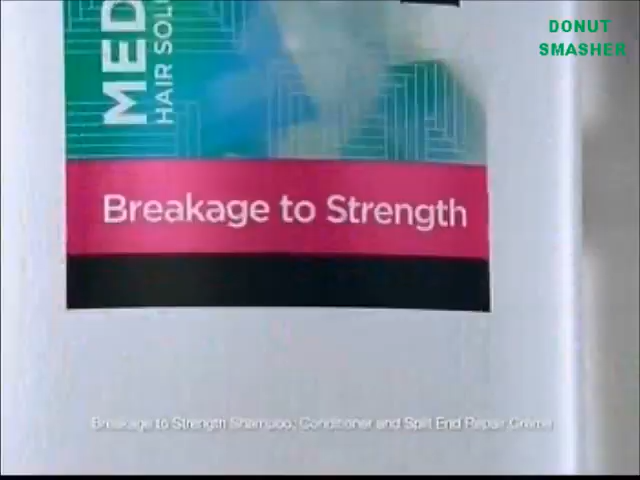 DONUT
SMASHER
MED
HAIR SOLU
Breakage to Strength
Breakage to Strength Shampoo, Conditioner and Split End Repair Crème